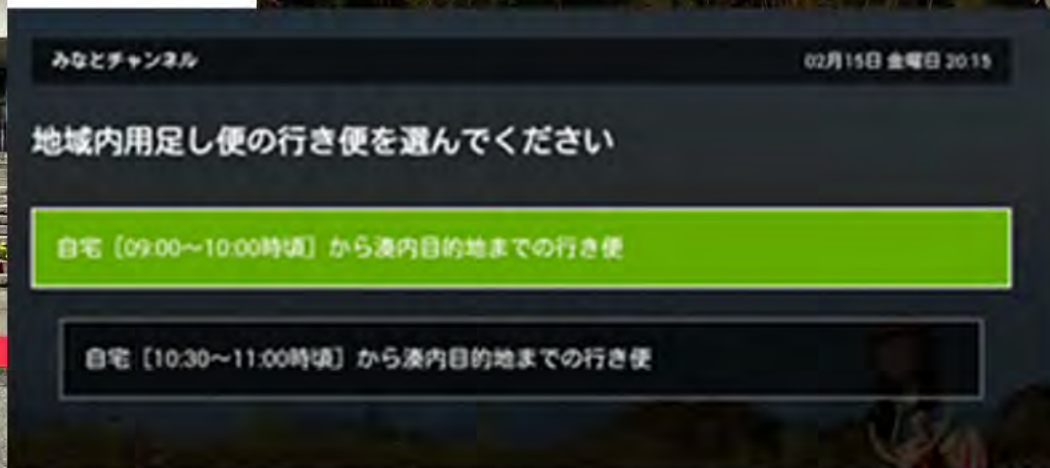 みなとチャンネル 02月15日 金曜日 20:15
地域内用足し便の行き便を選んでください
自宅［09:00～10:00時頃］から湊内目的地までの行き便
自宅［10:30～11:00時頃］から湊内目的地までの行き便